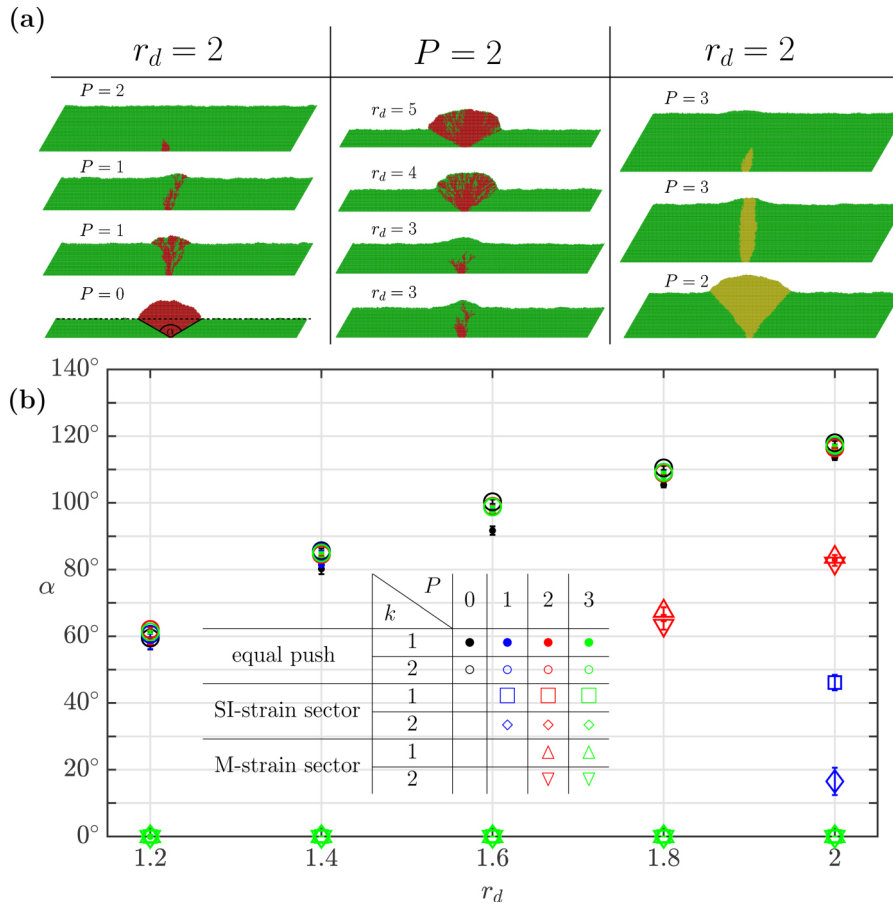 (a)
r_d = 2
P = 2
r_d = 2
P = 2
P = 1
P = 1
P = 0
α
r_d = 5
r_d = 4
r_d = 3
r_d = 3
P = 3
P = 3
P = 2
(b)
140°
120°
100°
80°
60°
40°
20°
0°
α
P
k
0 1 2 3
equal push 1
2
SI-strain sector 1
2
M-strain sector 1
2
1.2 1.4 1.6 1.8 2
r_d